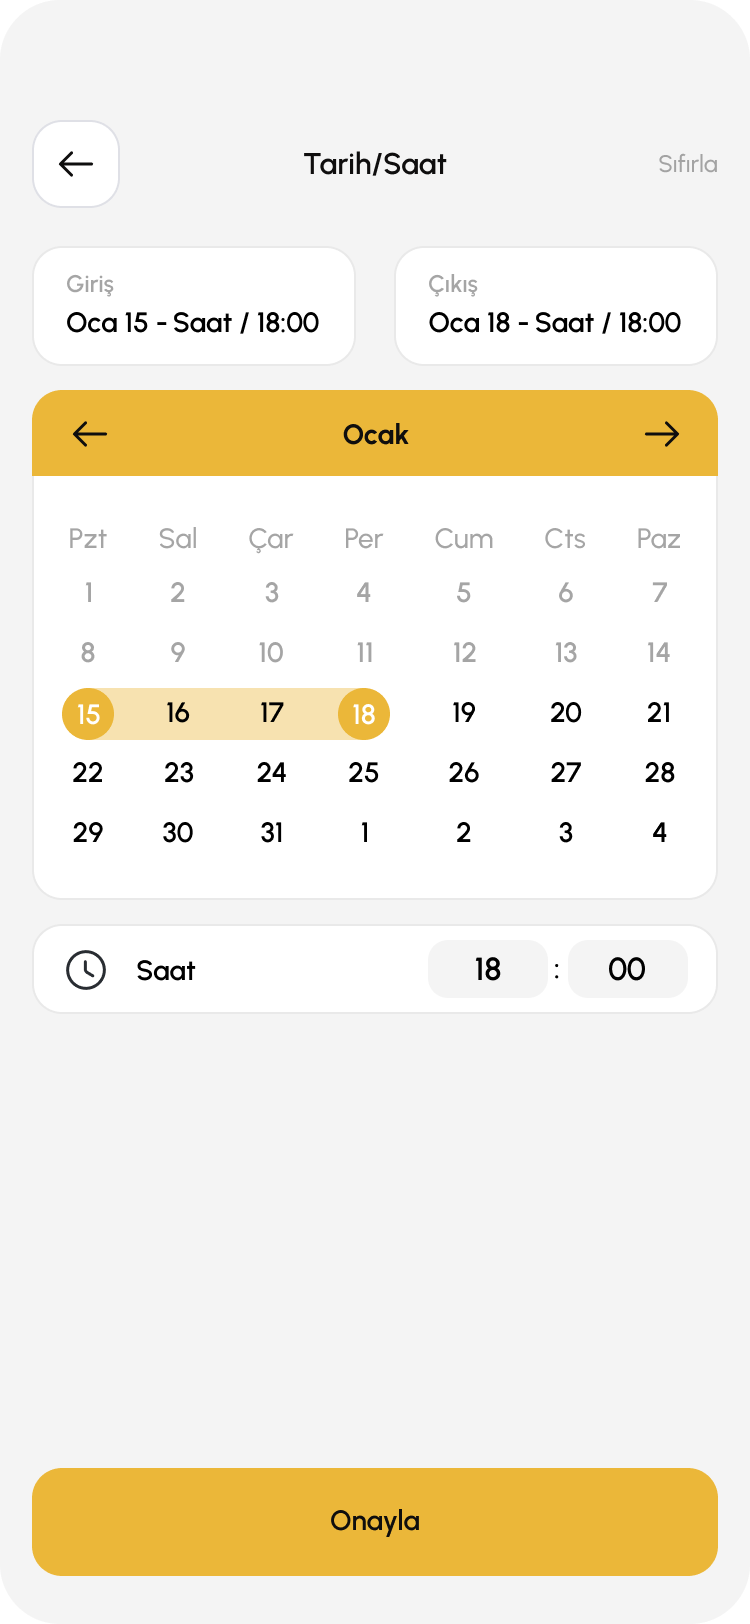 Tarih/Saat
Sıfırla
Giriş
Oca 15 - Saat / 18:00
Çıkış
Oca 18 - Saat / 18:00
Ocak
Pzt Sal Çar Per Cum Cts Paz
1 2 3 4 5 6 7
8 9 10 11 12 13 14
15 16 17 18 19 20 21
22 23 24 25 26 27 28
29 30 31 1 2 3 4
Saat 18 : 00
Onayla